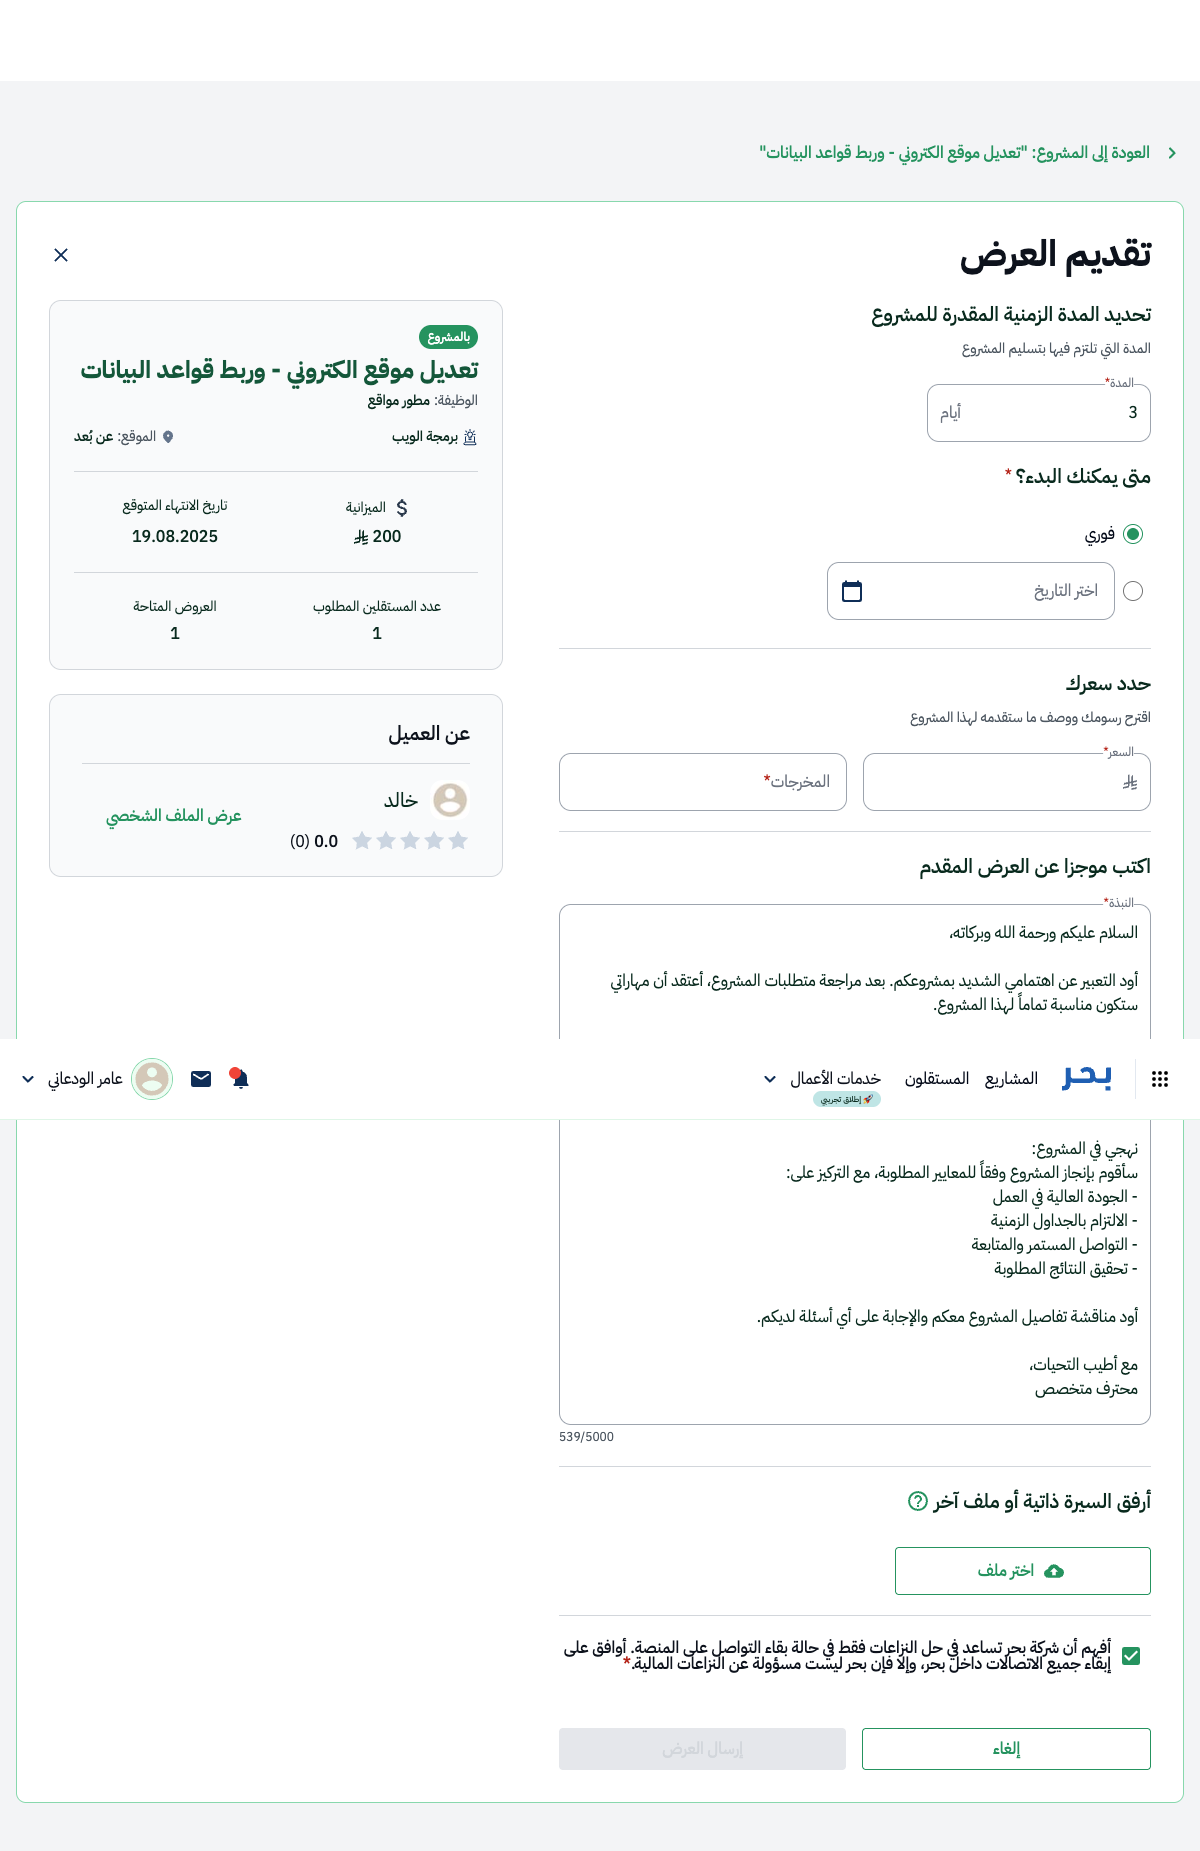 العودة إلى المشروع: "تعديل موقع الكتروني - وربط قواعد البيانات"
تقديم العرض
تحديد المدة الزمنية المقدرة للمشروع
المدة التي تلتزم فيها بتسليم المشروع
المدة*
3
أيام
متى يمكنك البدء؟ *
فوري
اختر التاريخ
حدد سعرك
اقترح رسومك ووصف ما ستقدمه لهذا المشروع
السعر*
المخرجات*
اكتب موجزا عن العرض المقدم
النبذة*
السلام عليكم ورحمة الله وبركاته،
أود التعبير عن اهتمامي الشديد بمشروعكم. بعد مراجعة متطلبات المشروع، أعتقد أن مهاراتي
ستكون مناسبة تماماً لهذا المشروع.
بالمشروع
تعديل موقع الكتروني - وربط قواعد البيانات
الوظيفة: مطور مواقع
برمجة الويب
الموقع: عن بُعد
الميزانية
200
تاريخ الانتهاء المتوقع
19.08.2025
عدد المستقلين المطلوب
1
العروض المتاحة
1
عن العميل
خالد
0.0 (0)
عرض الملف الشخصي
بحر
المشاريع
المستقلون
خدمات الأعمال
🚀 إطلاق تجريبي
عامر الودعاني
نهجي في المشروع:
سأقوم بإنجاز المشروع وفقاً للمعايير المطلوبة، مع التركيز على:
- الجودة العالية في العمل
- الالتزام بالجداول الزمنية
- التواصل المستمر والمتابعة
- تحقيق النتائج المطلوبة
أود مناقشة تفاصيل المشروع معكم والإجابة على أي أسئلة لديكم.
مع أطيب التحيات،
محترف متخصص
539/5000
أرفق السيرة ذاتية أو ملف آخر
اختر ملف
أفهم أن شركة بحر تساعد في حل النزاعات فقط في حالة بقاء التواصل على المنصة. أوافق على
إبقاء جميع الاتصالات داخل بحر، وإلا فإن بحر ليست مسؤولة عن النزاعات المالية.*
إلغاء
إرسال العرض